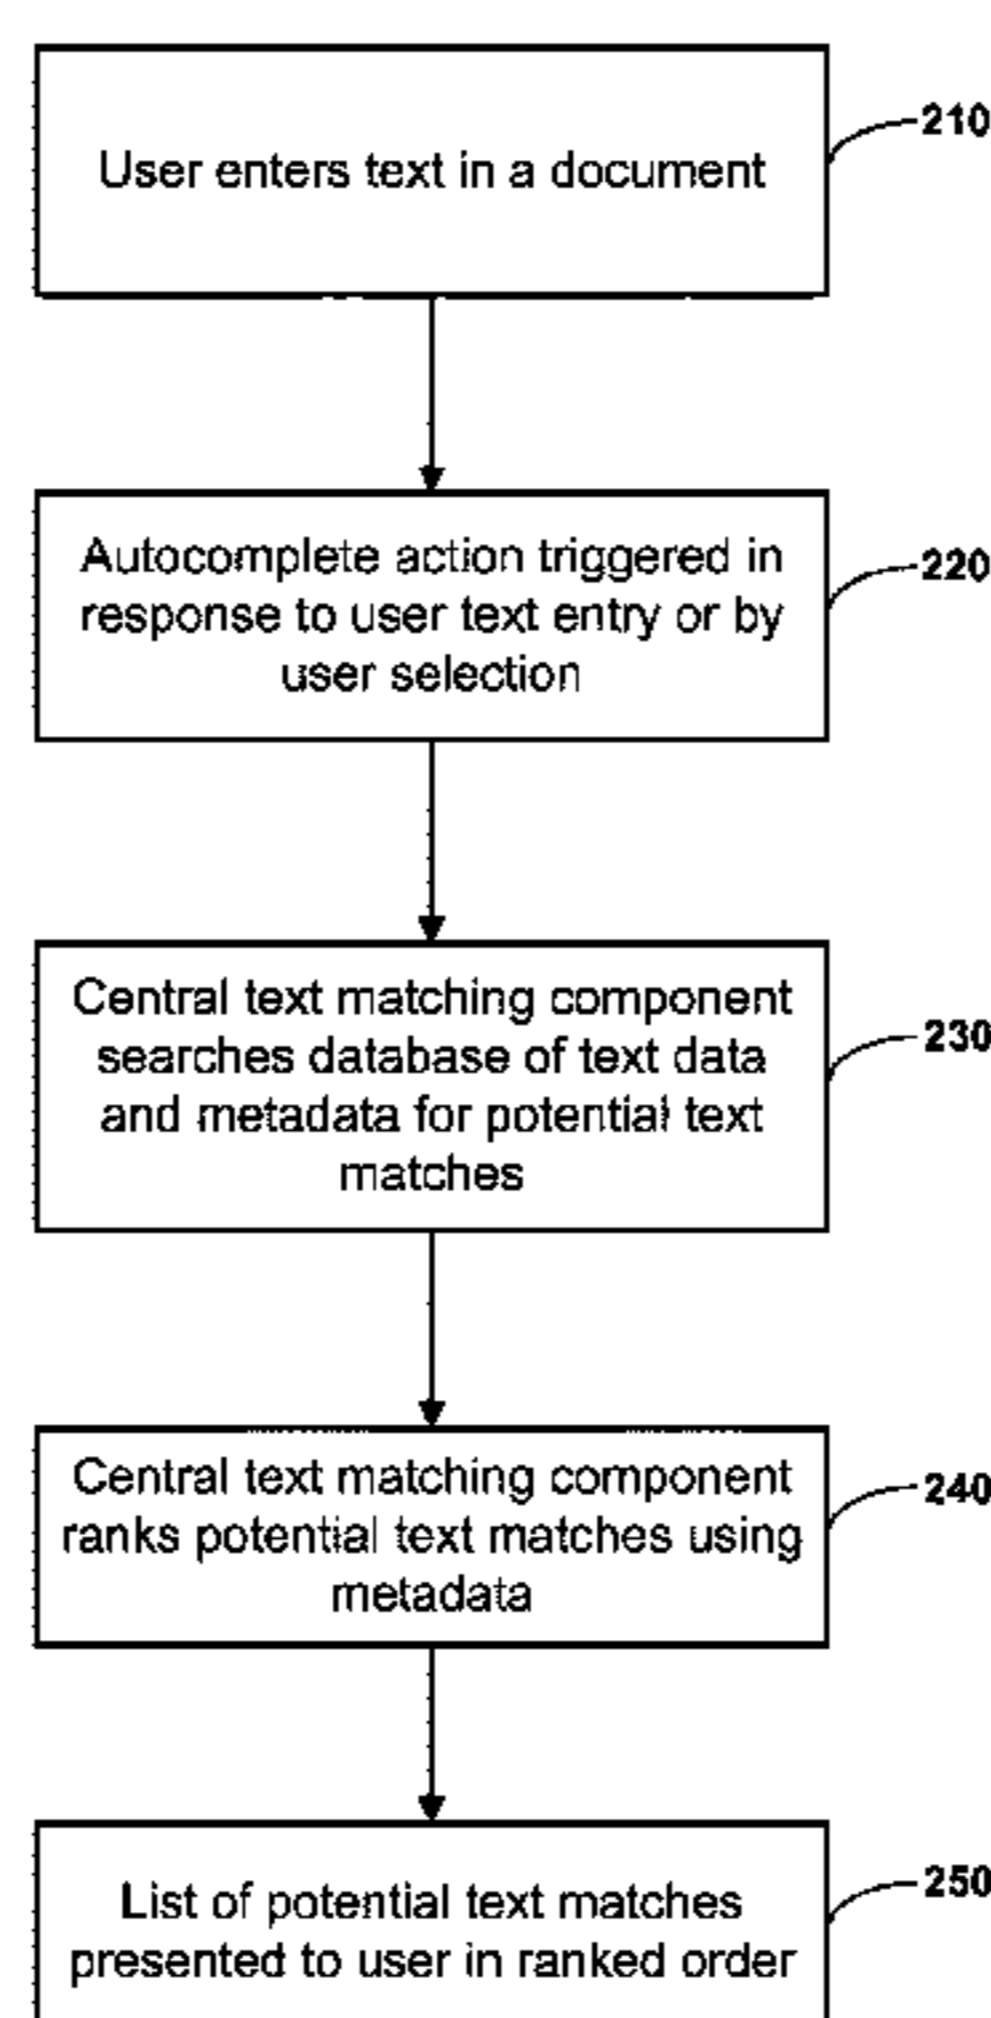 User enters text in a document
210
Autocomplete action triggered in
response to user text entry or by
user selection
220
Central text matching component
searches database of text data
and metadata for potential text
matches
230
Central text matching component
ranks potential text matches using
metadata
240
List of potential text matches
presented to user in ranked order
250